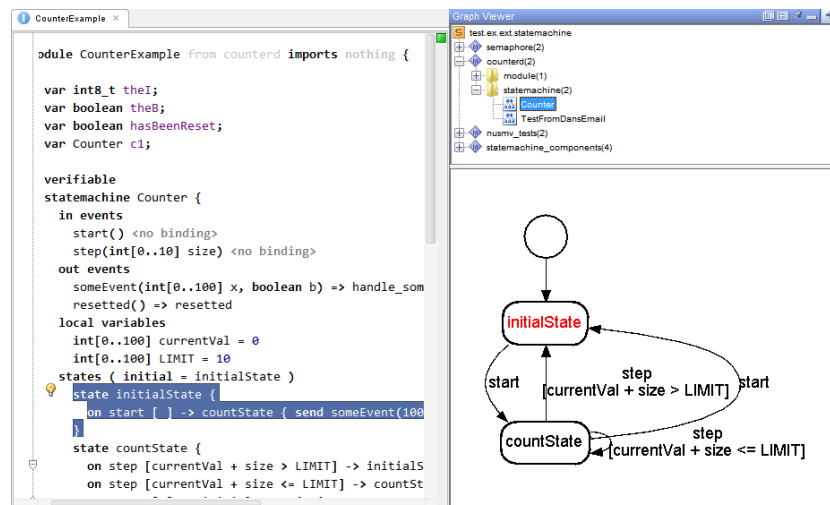 CounterExample
odule CounterExample from counterd imports nothing {
var int8_t theI;
var boolean theB;
var boolean hasBeenReset;
var Counter c1;
verifiable
statemachine Counter {
in events
start() <no binding>
step(int[0..10] size) <no binding>
out events
someEvent(int[0..100] x, boolean b) => handle_som
resetted() => resetted
local variables
int[0..100] currentVal = 0
int[0..100] LIMIT = 10
states ( initial = initialState )
state initialState {
on start [ ] -> countState { send someEvent(100
}
state countState {
on step [currentVal + size > LIMIT] -> initialS
on step [currentVal + size <= LIMIT] -> countSt
Graph Viewer
test.ex.ext.statemachine
semaphore(2)
counterd(2)
module(1)
statemachine(2)
Counter
TestFromDansEmail
nusmv_tests(2)
statemachine_components(4)
initialState
start
step
[currentVal + size > LIMIT]
start
countState
step
[currentVal + size <= LIMIT]